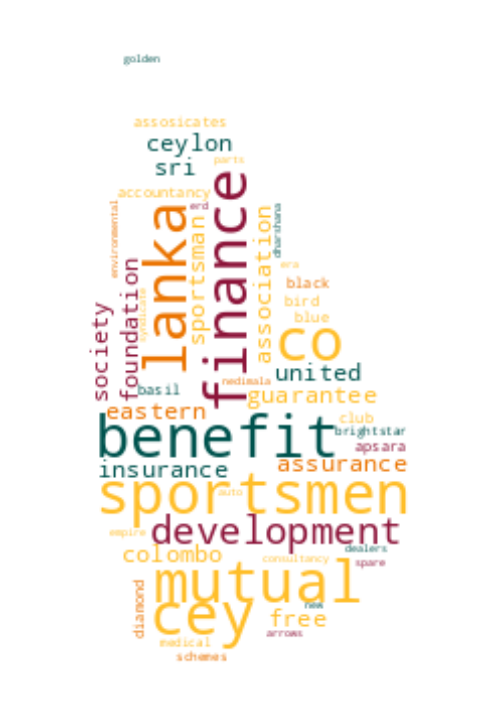 golden
assosicates
ceylon
parts
sri
accountancy
environmental
erd
lanka
finance
sportsman
association
dharshana
era
black
bird
blue
syndicate
foundation
society
co
united
nedimala
basil
guarantee
eastern
club
benefit
brightstar
apsara
insurance
assurance
sportsmen
auto
development
empire
colombo
dealers
consultancy
spare
mutual
diamond
cey
new
free
arrows
medical
schemes